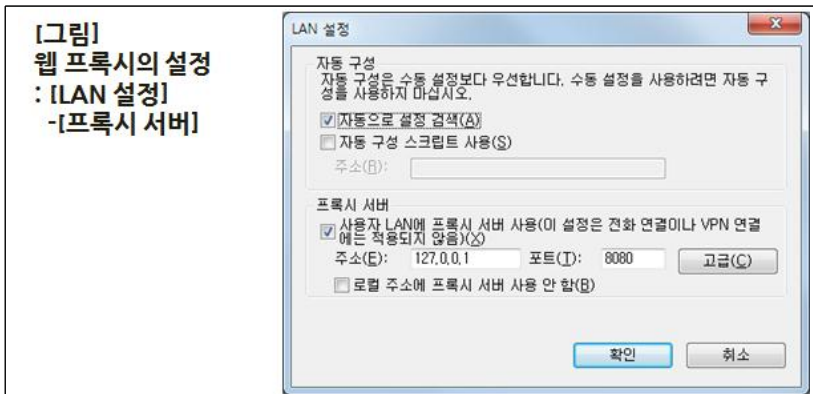 [그림]
웹 프록시의 설정
: [LAN 설정]
-[프록시 서버]
LAN 설정
자동 구성
자동 구성은 수동 설정보다 우선합니다. 수동 설정을 사용하려면 자동 구
성을 사용하지 마십시오.
자동으로 설정 검색(A)
자동 구성 스크립트 사용(S)
주소(R):
프록시 서버
사용자 LAN에 프록시 서버 사용(이 설정은 전화 연결이나 VPN 연결
에는 적용되지 않음)(X)
주소(E): 127.0.0.1 포트(T): 8080 고급(C)
로컬 주소에 프록시 서버 사용 안 함(B)
확인 취소